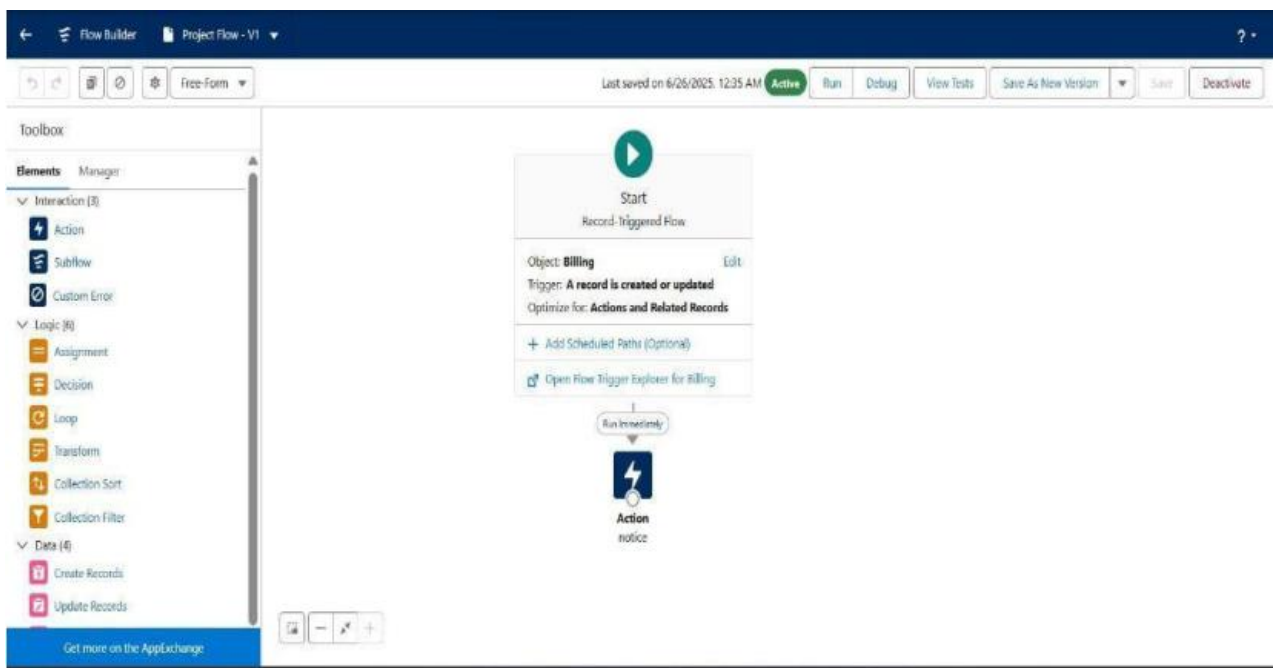 Flow Builder Project Flow - V1 ?
Free-Form Last saved on 6/26/2025, 12:35 AM Active Run Debug View Tests Save As New Version Save Deactivate
Toolbox
Elements Manager
Interaction (3)
Action
Subflow
Custom Error
Logic (6)
Assignment
Decision
Loop
Transform
Collection Sort
Collection Filter
Data (4)
Create Records
Update Records
Get more on the AppExchange
Start
Record-Triggered Flow
Object: Billing Edit
Trigger: A record is created or updated
Optimize for: Actions and Related Records
+ Add Scheduled Paths (Optional)
Open Flow Trigger Explorer for Billing
Run Immediately
Action
notice